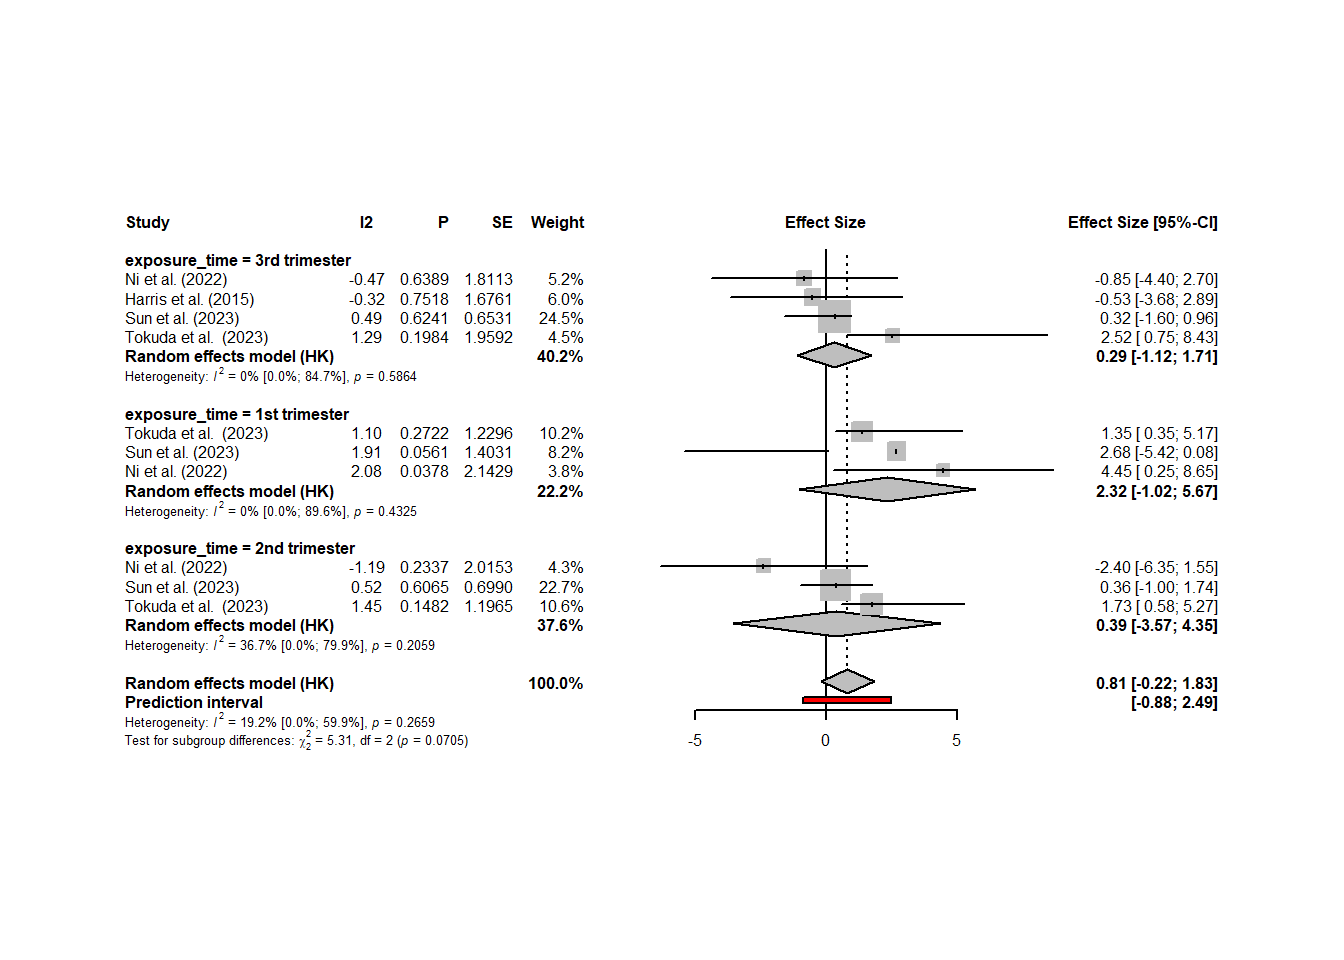 Study I2 P SE Weight Effect Size Effect Size [95%-CI]
exposure_time = 3rd trimester
Ni et al. (2022) -0.47 0.6389 1.8113 5.2% -0.85 [-4.40; 2.70]
Harris et al. (2015) -0.32 0.7518 1.6761 6.0% -0.53 [-3.68; 2.89]
Sun et al. (2023) 0.49 0.6241 0.6531 24.5% 0.32 [-1.60; 0.96]
Tokuda et al. (2023) 1.29 0.1984 1.9592 4.5% 2.52 [ 0.75; 8.43]
Random effects model (HK) 40.2% 0.29 [-1.12; 1.71]
Heterogeneity: I² = 0% [0.0%; 84.7%], p = 0.5864
exposure_time = 1st trimester
Tokuda et al. (2023) 1.10 0.2722 1.2296 10.2% 1.35 [ 0.35; 5.17]
Sun et al. (2023) 1.91 0.0561 1.4031 8.2% 2.68 [-5.42; 0.08]
Ni et al. (2022) 2.08 0.0378 2.1429 3.8% 4.45 [ 0.25; 8.65]
Random effects model (HK) 22.2% 2.32 [-1.02; 5.67]
Heterogeneity: I² = 0% [0.0%; 89.6%], p = 0.4325
exposure_time = 2nd trimester
Ni et al. (2022) -1.19 0.2337 2.0153 4.3% -2.40 [-6.35; 1.55]
Sun et al. (2023) 0.52 0.6065 0.6990 22.7% 0.36 [-1.00; 1.74]
Tokuda et al. (2023) 1.45 0.1482 1.1965 10.6% 1.73 [ 0.58; 5.27]
Random effects model (HK) 37.6% 0.39 [-3.57; 4.35]
Heterogeneity: I² = 36.7% [0.0%; 79.9%], p = 0.2059
Random effects model (HK) 100.0% 0.81 [-0.22; 1.83]
Prediction interval [-0.88; 2.49]
Heterogeneity: I² = 19.2% [0.0%; 59.9%], p = 0.2659
Test for subgroup differences: χ²₂ = 5.31, df = 2 (p = 0.0705)
-5 0 5